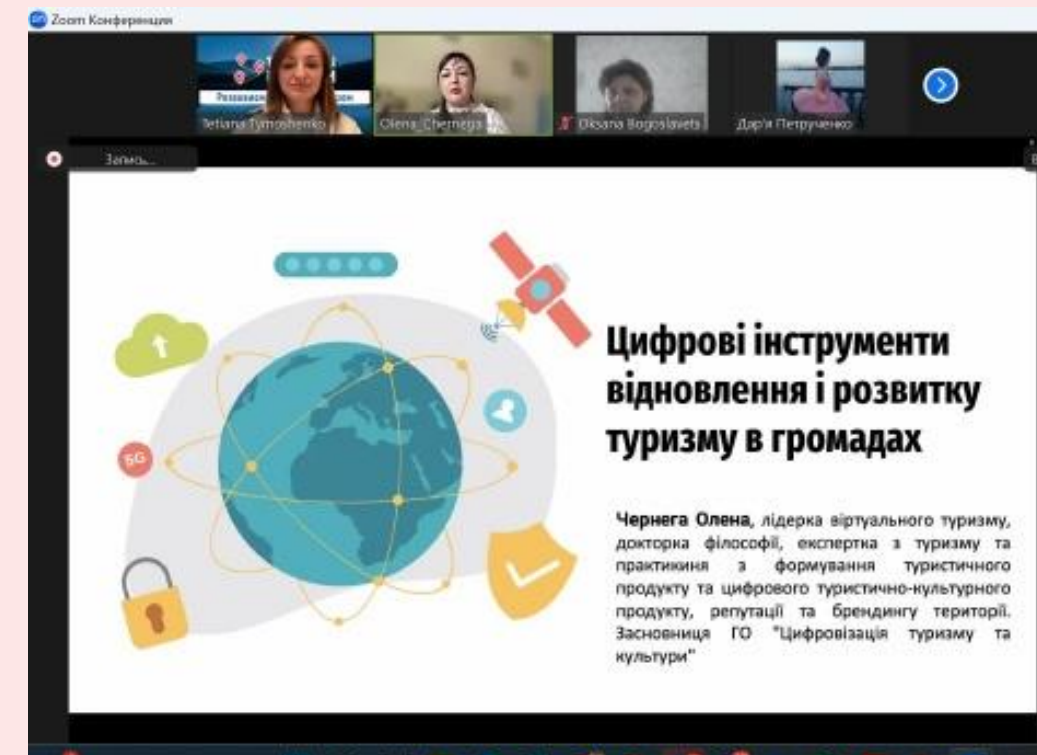 Zoom Конференция
Tetiana Tymoshenko
Olena_Chernega
Oksana Bogoslavets
Дар'я Петрученко
Запись...
5G
Цифрові інструменти
відновлення і розвитку
туризму в громадах
Чернега Олена, лідерка віртуального туризму,
докторка філософії, експертка з туризму та
практикиня з формування туристичного
продукту та цифрового туристично-культурного
продукту, репутації та брендингу території.
Засновниця ГО "Цифровізація туризму та
культури"